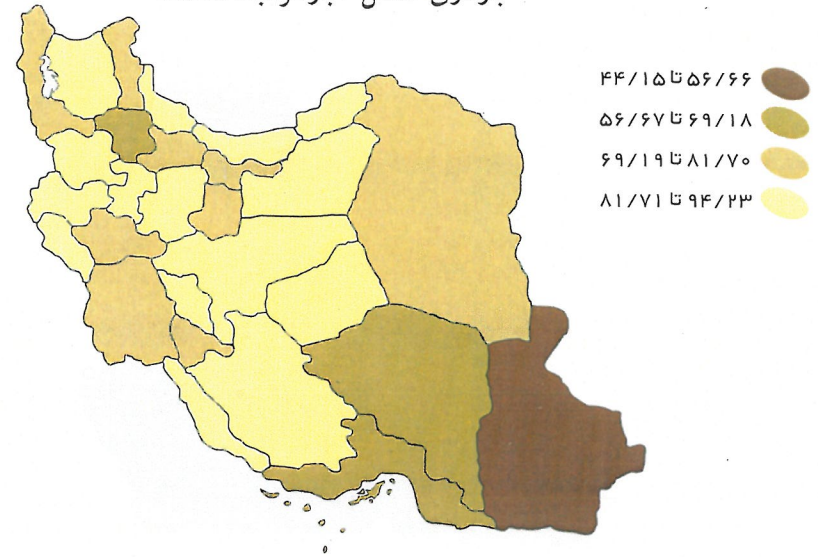 ۴۴/۱۵ تا ۵۶/۶۶
۵۶/۶۷ تا ۶۹/۱۸
۶۹/۱۹ تا ۸۱/۷۰
۸۱/۷۱ تا ۹۴/۲۳